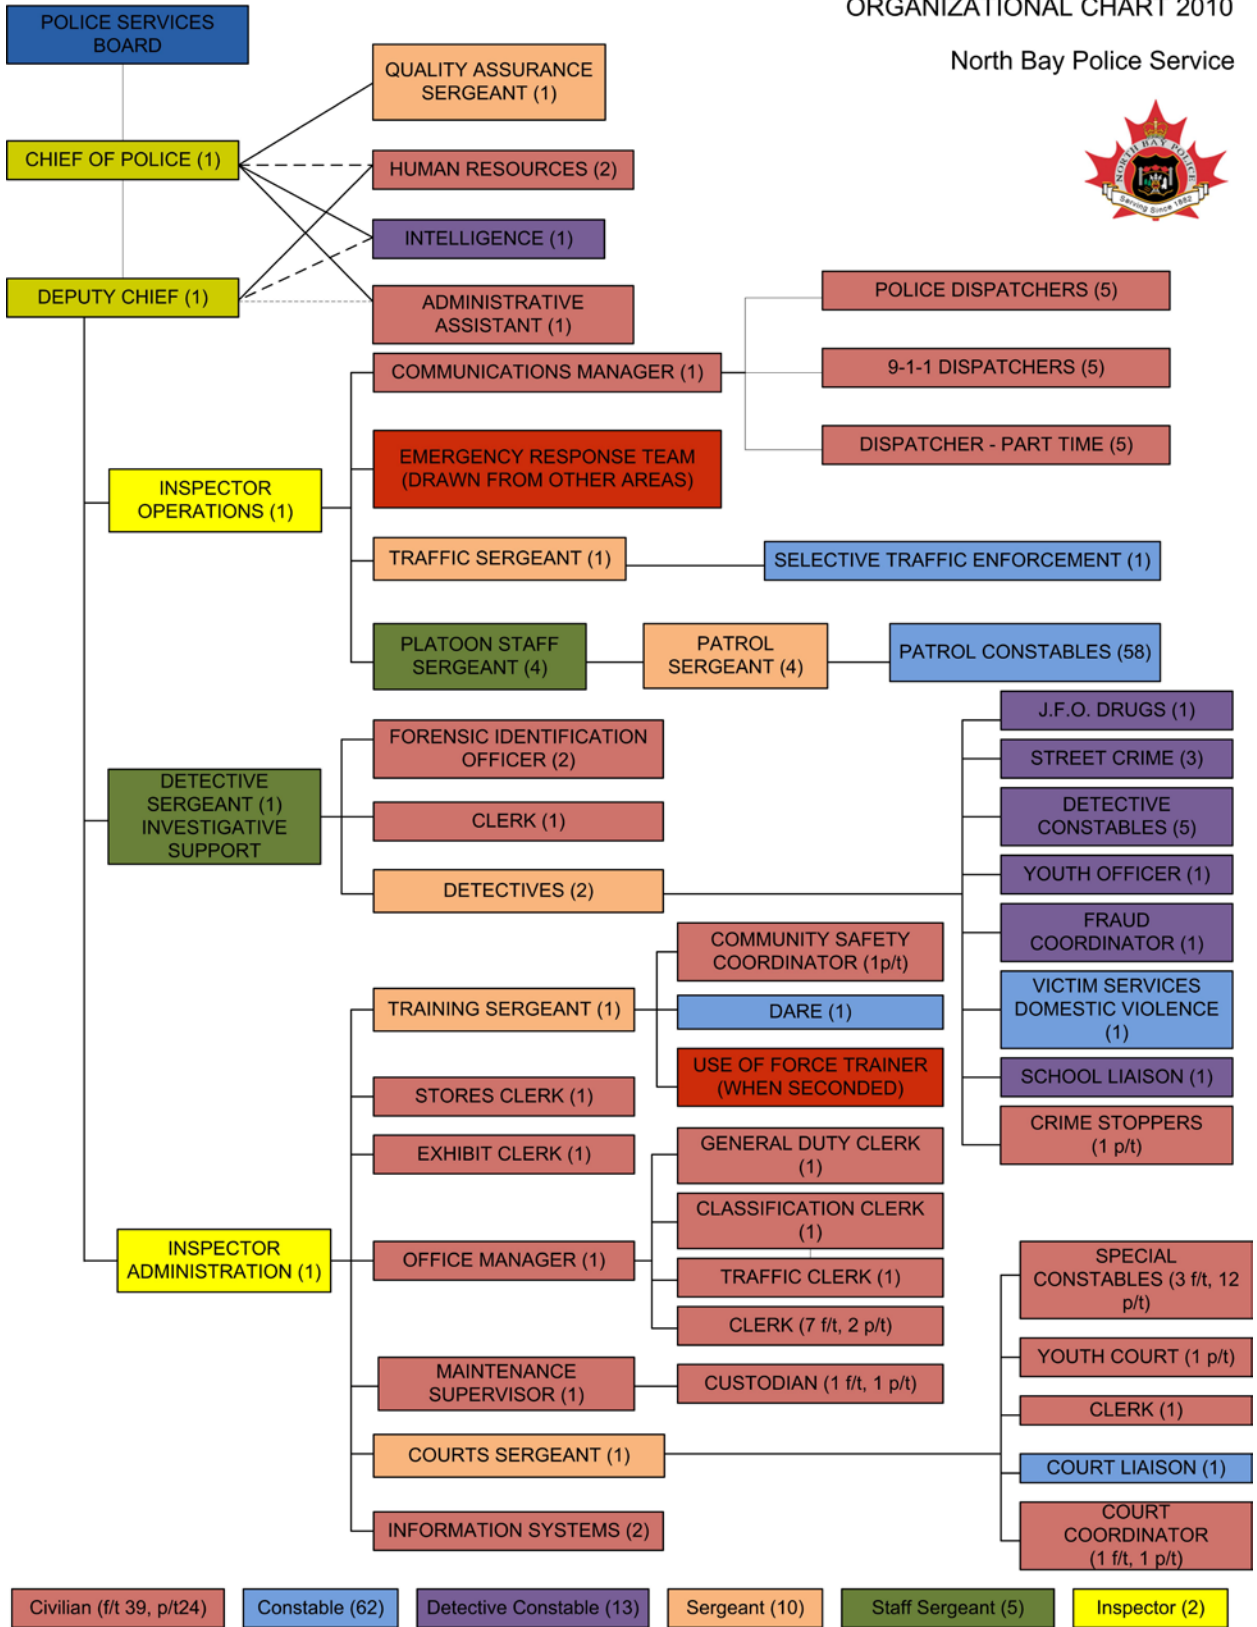 ORGANIZATIONAL CHART 2010
North Bay Police Service
NORTH BAY POLICE
Serving Since 1882
POLICE SERVICES
BOARD
CHIEF OF POLICE (1)
DEPUTY CHIEF (1)
QUALITY ASSURANCE
SERGEANT (1)
HUMAN RESOURCES (2)
INTELLIGENCE (1)
ADMINISTRATIVE
ASSISTANT (1)
INSPECTOR
OPERATIONS (1)
COMMUNICATIONS MANAGER (1)
POLICE DISPATCHERS (5)
9-1-1 DISPATCHERS (5)
DISPATCHER - PART TIME (5)
EMERGENCY RESPONSE TEAM
(DRAWN FROM OTHER AREAS)
TRAFFIC SERGEANT (1)
SELECTIVE TRAFFIC ENFORCEMENT (1)
PLATOON STAFF
SERGEANT (4)
PATROL
SERGEANT (4)
PATROL CONSTABLES (58)
DETECTIVE
SERGEANT (1)
INVESTIGATIVE
SUPPORT
FORENSIC IDENTIFICATION
OFFICER (2)
CLERK (1)
DETECTIVES (2)
J.F.O. DRUGS (1)
STREET CRIME (3)
DETECTIVE
CONSTABLES (5)
YOUTH OFFICER (1)
FRAUD
COORDINATOR (1)
VICTIM SERVICES
DOMESTIC VIOLENCE
(1)
SCHOOL LIAISON (1)
CRIME STOPPERS
(1 p/t)
INSPECTOR
ADMINISTRATION (1)
TRAINING SERGEANT (1)
COMMUNITY SAFETY
COORDINATOR (1p/t)
DARE (1)
USE OF FORCE TRAINER
(WHEN SECONDED)
STORES CLERK (1)
EXHIBIT CLERK (1)
OFFICE MANAGER (1)
GENERAL DUTY CLERK
(1)
CLASSIFICATION CLERK
(1)
TRAFFIC CLERK (1)
CLERK (7 f/t, 2 p/t)
MAINTENANCE
SUPERVISOR (1)
CUSTODIAN (1 f/t, 1 p/t)
COURTS SERGEANT (1)
SPECIAL
CONSTABLES (3 f/t, 12
p/t)
YOUTH COURT (1 p/t)
CLERK (1)
COURT LIAISON (1)
COURT
COORDINATOR
(1 f/t, 1 p/t)
INFORMATION SYSTEMS (2)
Civilian (f/t 39, p/t24)
Constable (62)
Detective Constable (13)
Sergeant (10)
Staff Sergeant (5)
Inspector (2)